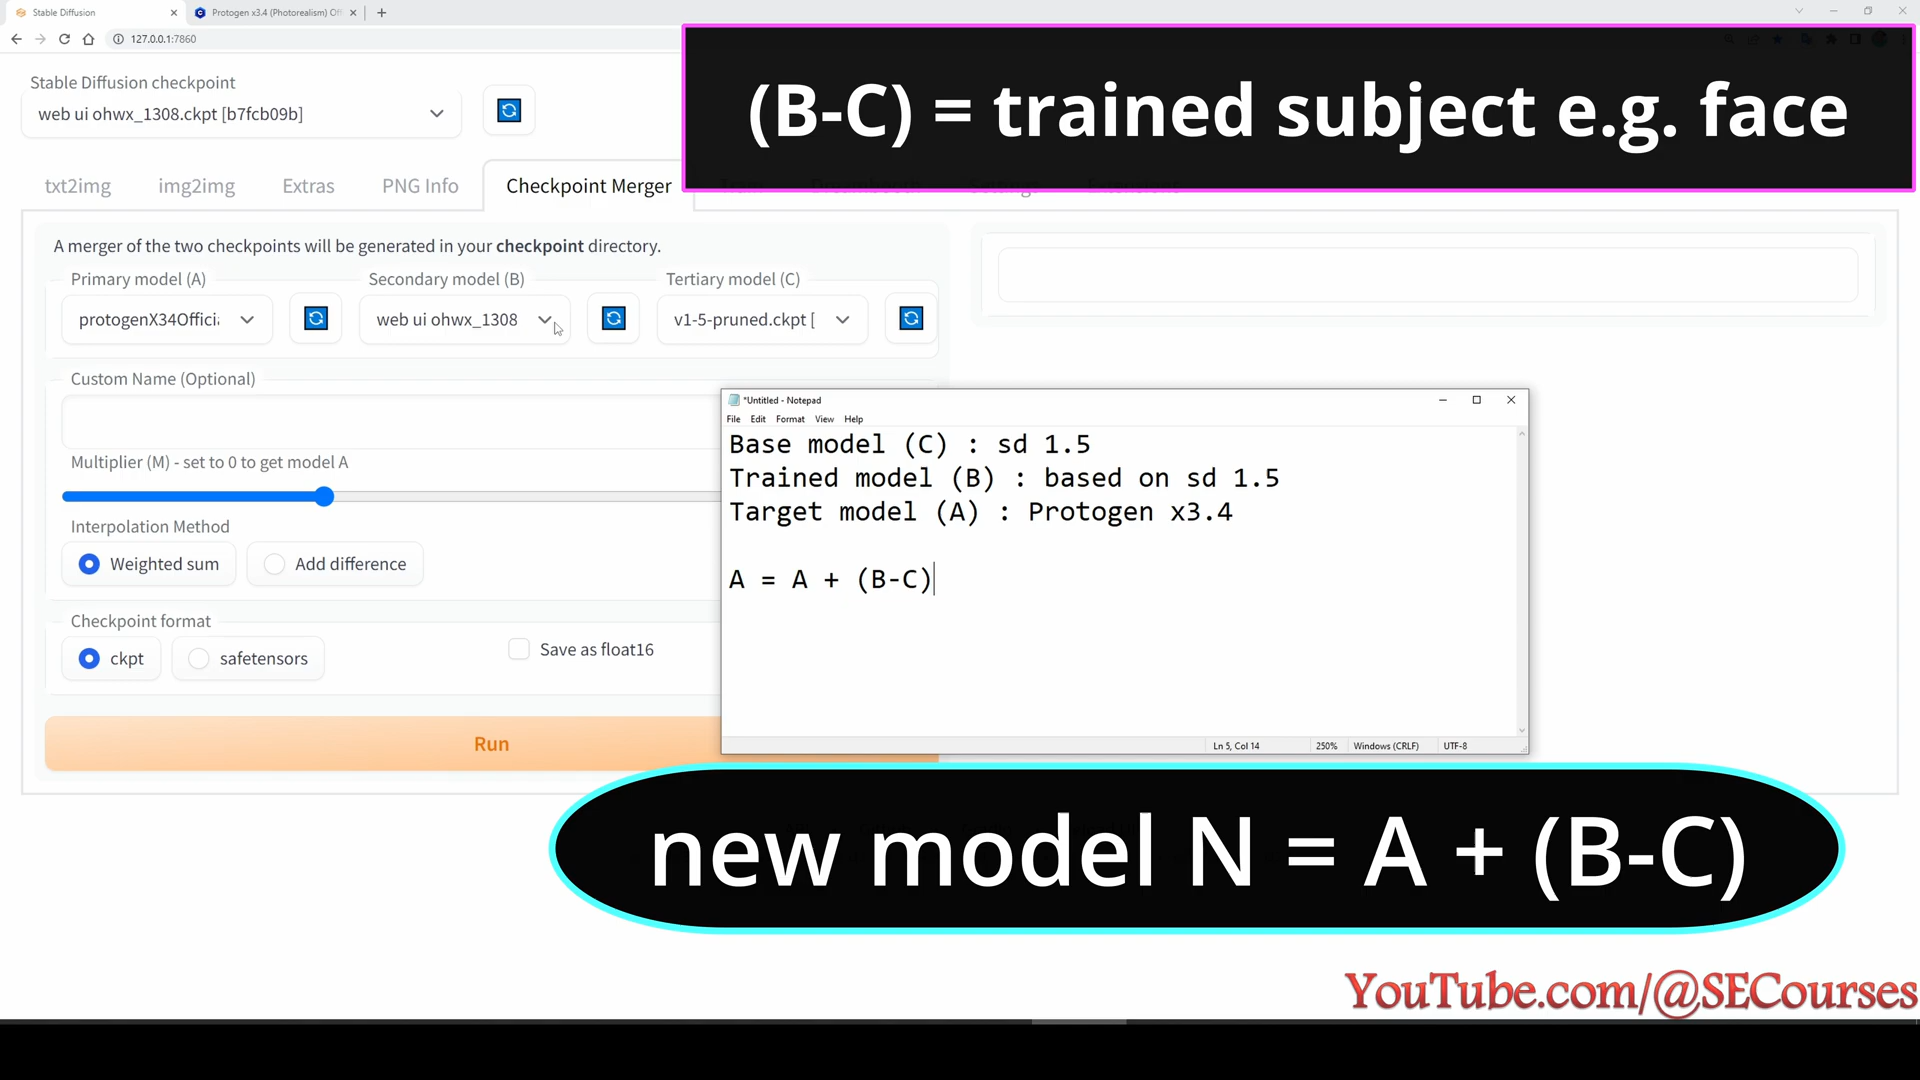 Stable Diffusion
Protogen x3.4 (Photorealism) Off
127.0.0.1:7860
(B-C) = trained subject e.g. face
Stable Diffusion checkpoint
web ui ohwx_1308.ckpt [b7fcb09b]
txt2img img2img Extras PNG Info Checkpoint Merger
A merger of the two checkpoints will be generated in your checkpoint directory.
Primary model (A) Secondary model (B) Tertiary model (C)
protogenX34Offici web ui ohwx_1308 v1-5-pruned.ckpt [
Custom Name (Optional)
Multiplier (M) - set to 0 to get model A
Interpolation Method
Weighted sum Add difference
Checkpoint format
ckpt safetensors Save as float16
Run
*Untitled - Notepad
File Edit Format View Help
Base model (C) : sd 1.5
Trained model (B) : based on sd 1.5
Target model (A) : Protogen x3.4
A = A + (B-C)
Ln 5, Col 14 250% Windows (CRLF) UTF-8
new model N = A + (B-C)
YouTube.com/@SECourses